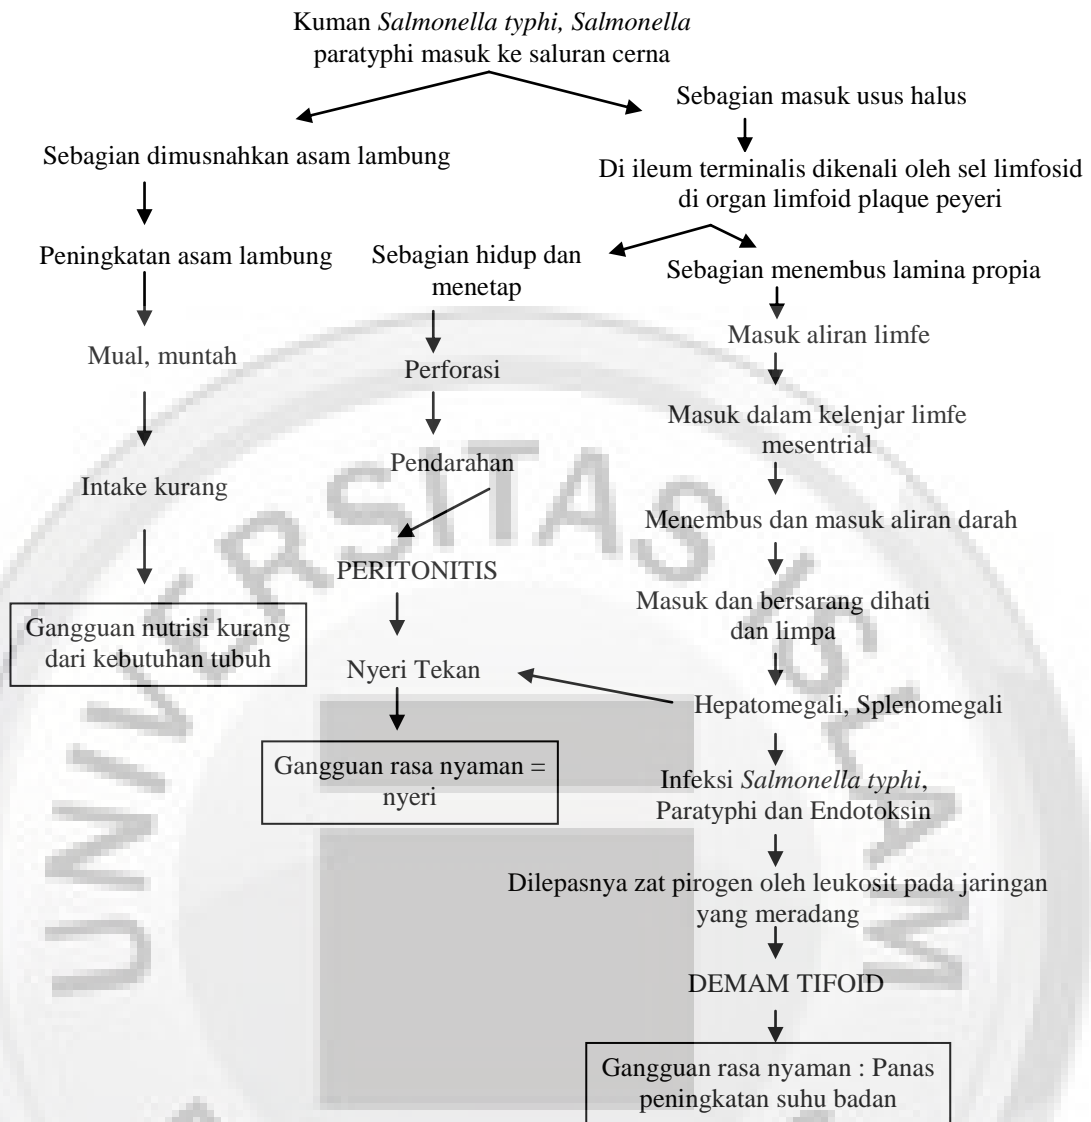 Kuman Salmonella typhi, Salmonella
paratyphi masuk ke saluran cerna
Sebagian masuk usus halus
Sebagian dimusnahkan asam lambung
Di ileum terminalis dikenali oleh sel limfosid
di organ limfoid plaque peyeri
Peningkatan asam lambung
Sebagian hidup dan
menetap
Sebagian menembus lamina propia
Mual, muntah
Perforasi
Masuk aliran limfe
Masuk dalam kelenjar limfe
mesentrial
Intake kurang
Pendarahan
Menembus dan masuk aliran darah
PERITONITIS
Masuk dan bersarang dihati
dan limpa
Gangguan nutrisi kurang
dari kebutuhan tubuh
Nyeri Tekan
Hepatomegali, Splenomegali
Gangguan rasa nyaman =
nyeri
Infeksi Salmonella typhi,
Paratyphi dan Endotoksin
Dilepasnya zat pirogen oleh leukosit pada jaringan
yang meradang
DEMAM TIFOID
Gangguan rasa nyaman : Panas
peningkatan suhu badan
UNIVERSITAS ISLAM